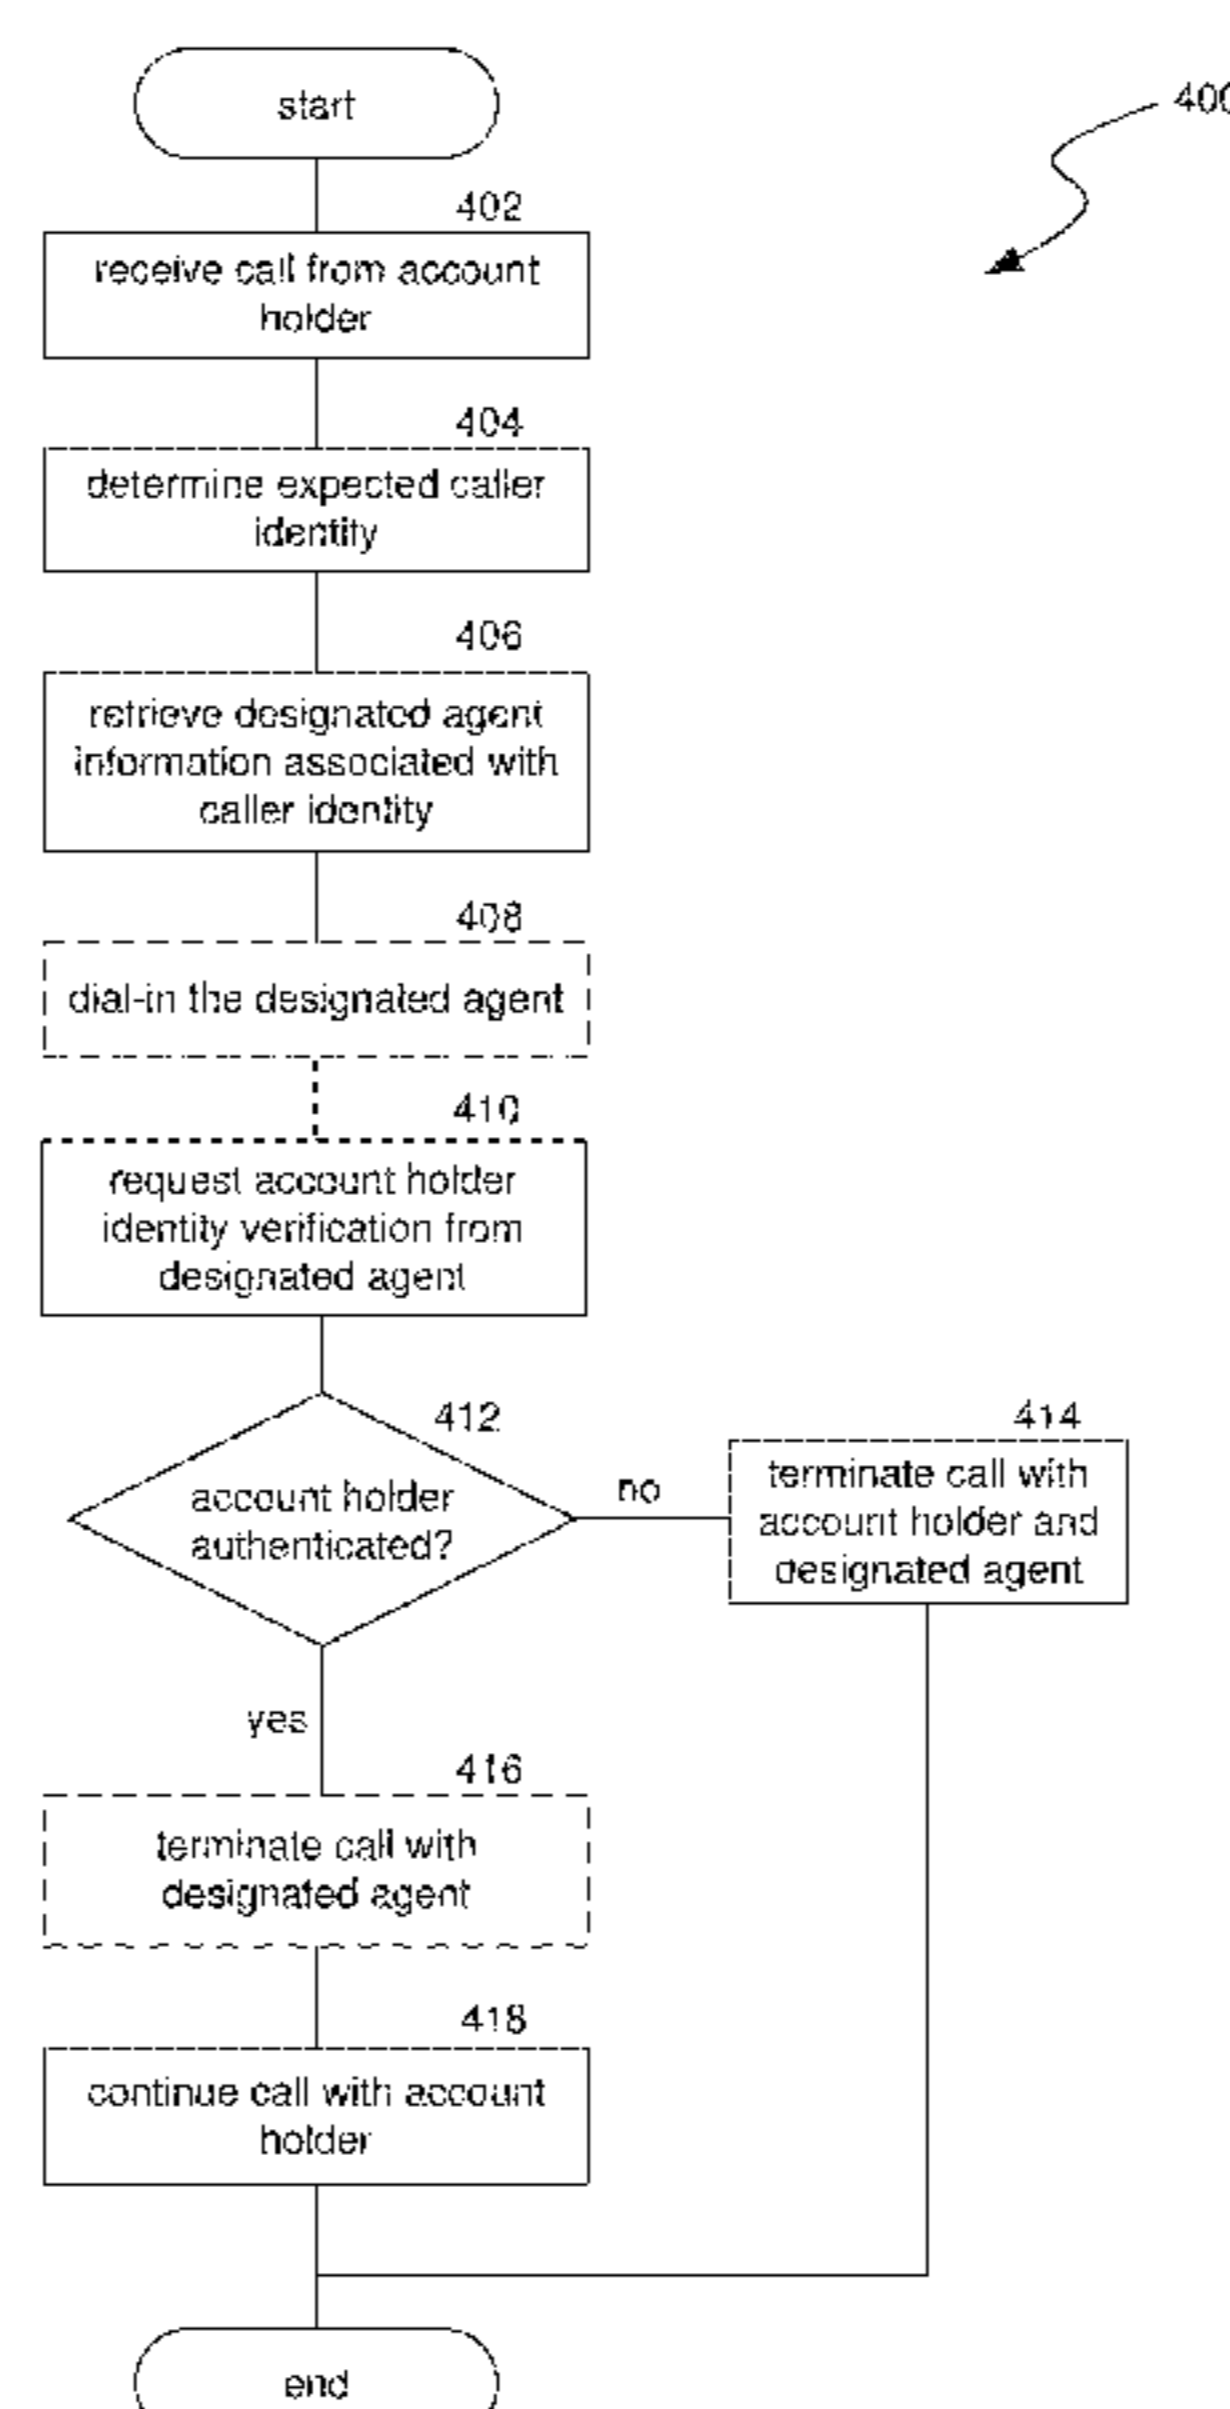 start
400
402
receive call from account
holder
404
determine expected caller
identity
406
retrieve designated agent
information associated with
caller identity
408
dial-in the designated agent
410
request account holder
identity verification from
designated agent
412
account holder
authenticated?
no
414
terminate call with
account holder and
designated agent
yes
416
terminate call with
designated agent
418
continue call with account
holder
end